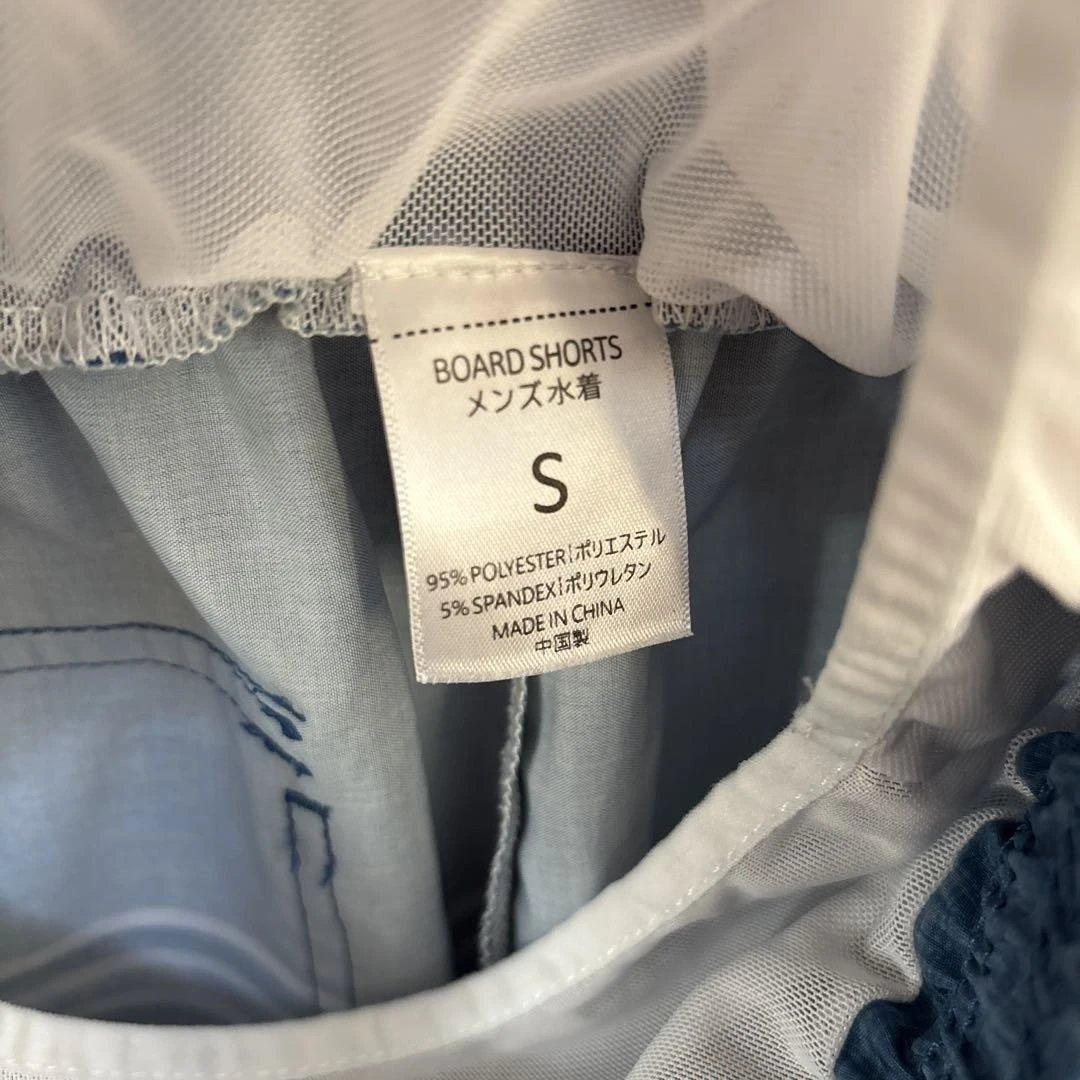 BOARD SHORTS
メンズ水着
S
95% POLYESTER¦ポリエステル
5% SPANDEX¦ポリウレタン
MADE IN CHINA
中国製